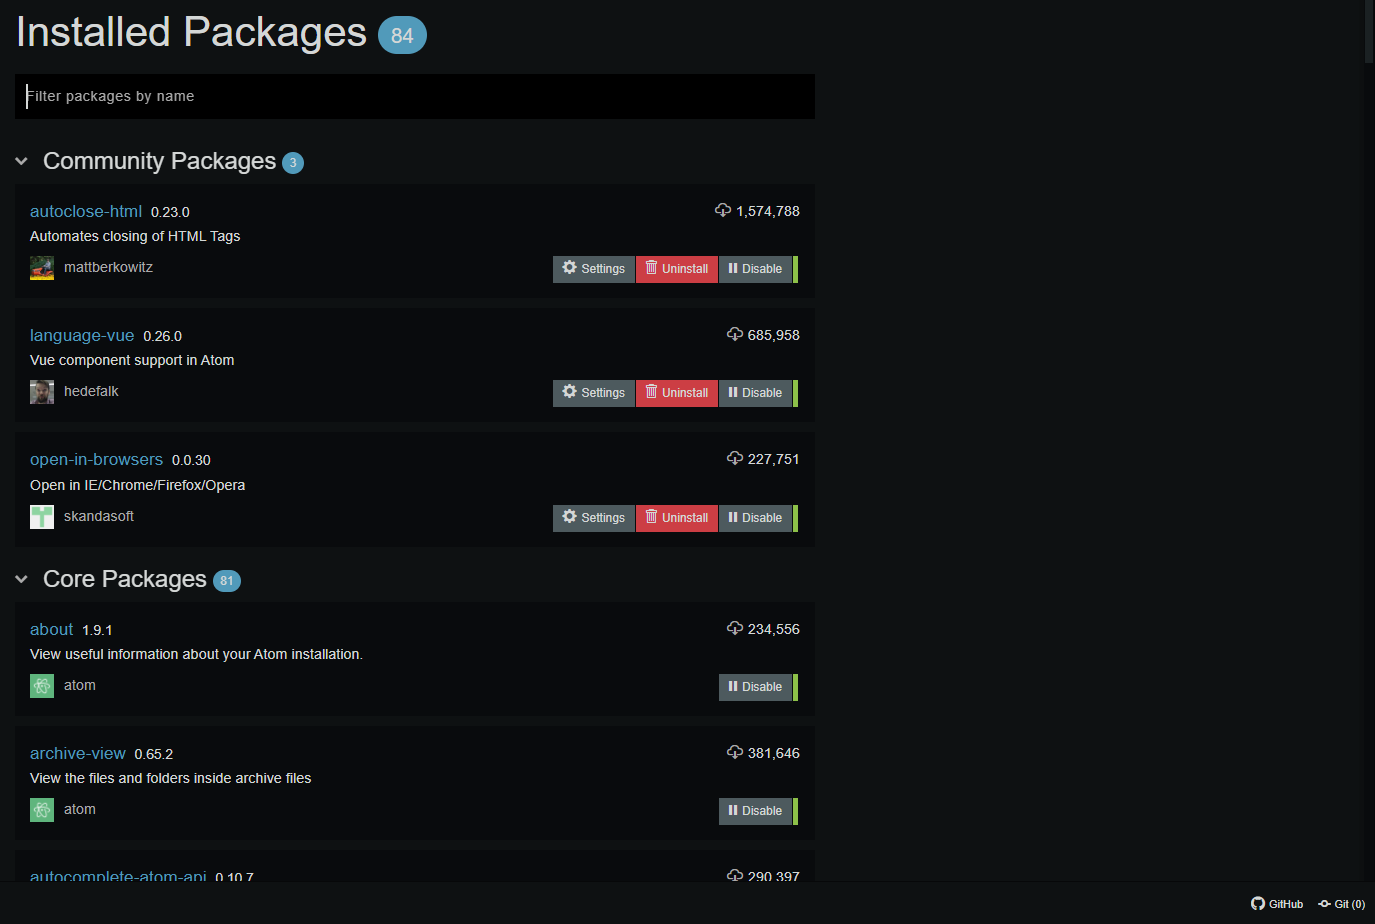 Installed Packages 84
Filter packages by name
Community Packages 3
autoclose-html 0.23.0 1,574,788
Automates closing of HTML Tags
mattberkowitz Settings Uninstall Disable
language-vue 0.26.0 685,958
Vue component support in Atom
hedefalk Settings Uninstall Disable
open-in-browsers 0.0.30 227,751
Open in IE/Chrome/Firefox/Opera
skandasoft Settings Uninstall Disable
Core Packages 81
about 1.9.1 234,556
View useful information about your Atom installation.
atom Disable
archive-view 0.65.2 381,646
View the files and folders inside archive files
atom Disable
autocomplete-atom-api 0.10.7 290,397
GitHub Git (0)